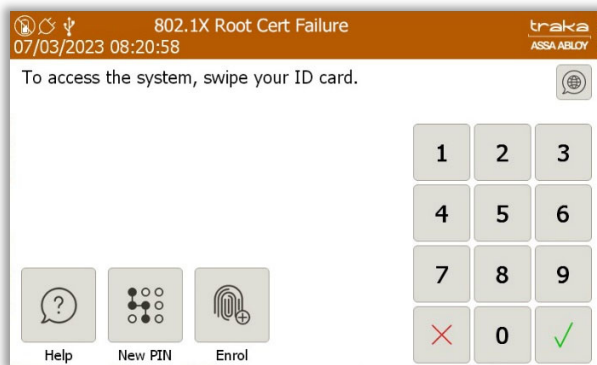 802.1X Root Cert Failure
traka
07/03/2023 08:20:58
ASSA ABLOY
To access the system, swipe your ID card.
1 2 3
4 5 6
7 8 9
0
Help New PIN Enrol